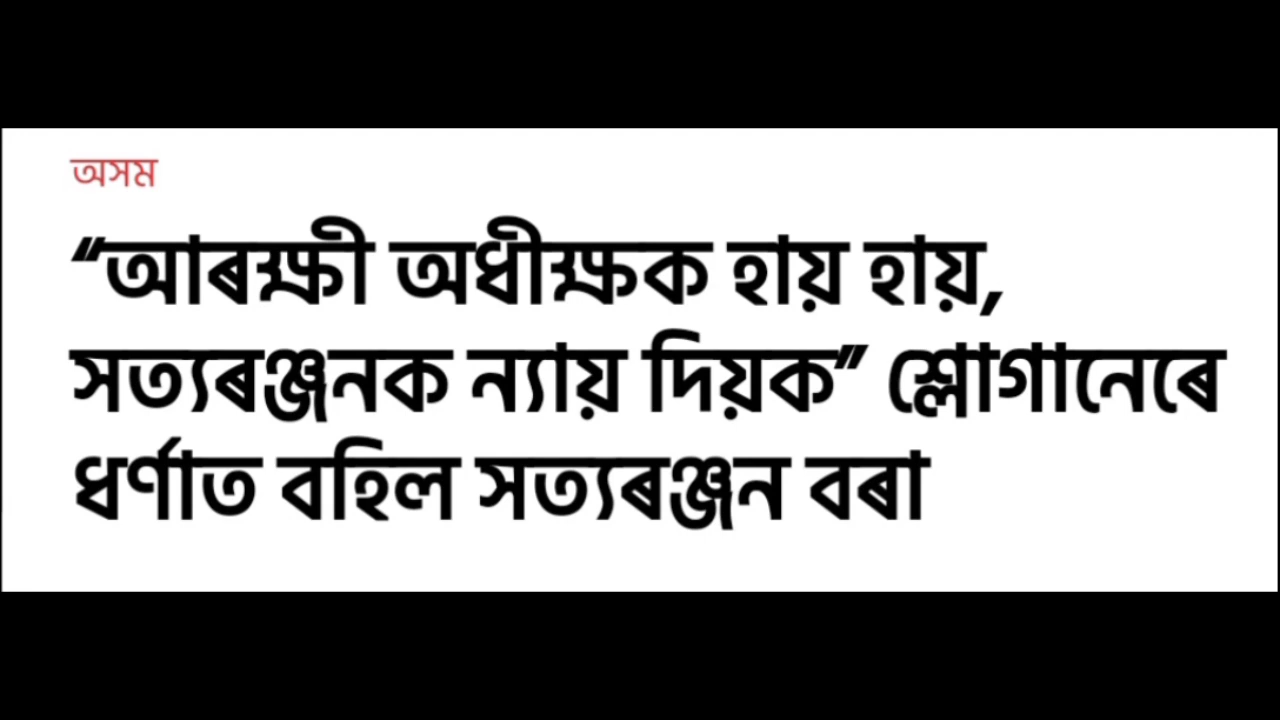 অসম
“আৰক্ষী অধীক্ষক হায় হায়,
সত্যৰঞ্জনক ন্যায় দিয়ক” শ্লোগানেৰে
ধৰ্ণাত বহিল সত্যৰঞ্জন বৰা